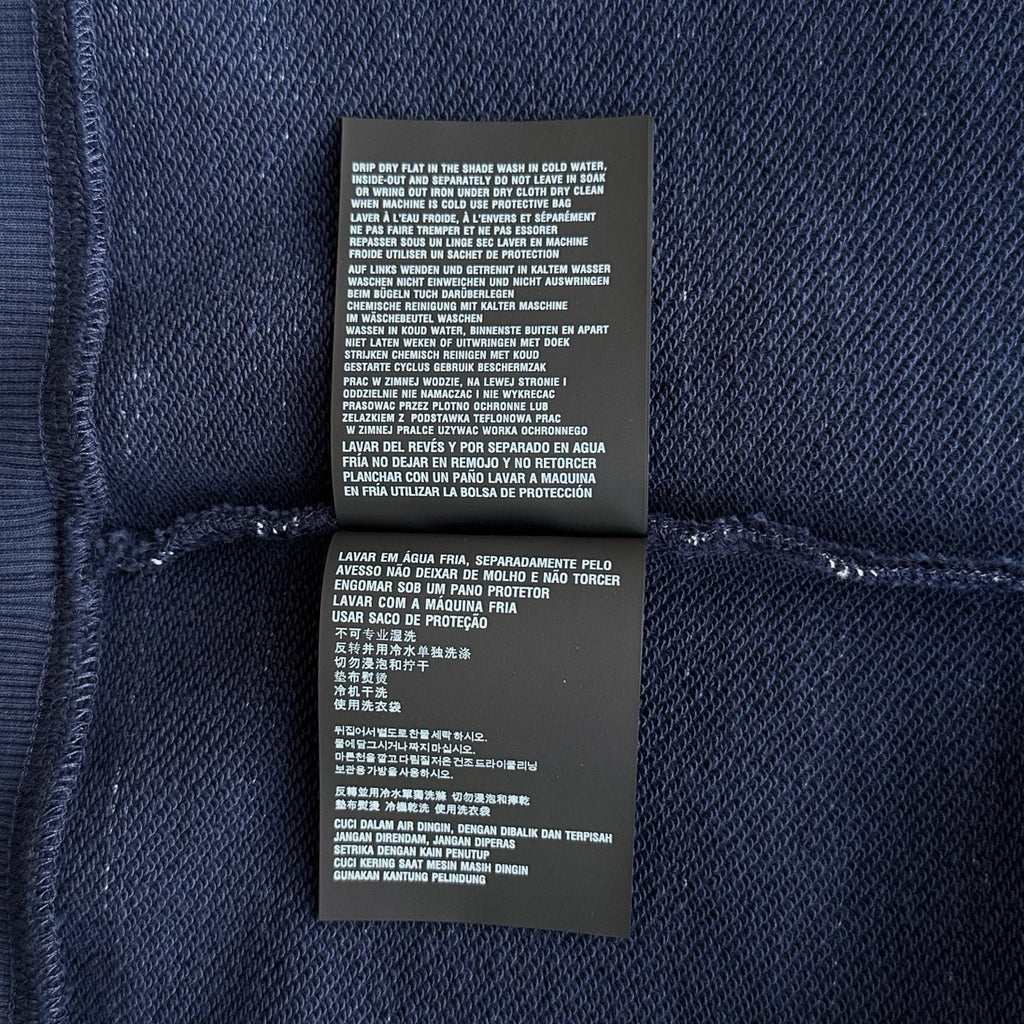 DRIP DRY FLAT IN THE SHADE WASH IN COLD WATER,
INSIDE-OUT AND SEPARATELY DO NOT LEAVE IN SOAK
OR WRING OUT IRON UNDER DRY CLOTH DRY CLEAN
WHEN MACHINE IS COLD USE PROTECTIVE BAG
LAVER À L'EAU FROIDE, À L'ENVERS ET SÉPARÉMENT
NE PAS FAIRE TREMPER ET NE PAS ESSORER
REPASSER SOUS UN LINGE SEC LAVER EN MACHINE
FROIDE UTILISER UN SACHET DE PROTECTION
AUF LINKS WENDEN UND GETRENNT IN KALTEM WASSER
WASCHEN NICHT EINWEICHEN UND NICHT AUSWRINGEN
BEIM BÜGELN TUCH DARÜBERLEGEN
CHEMISCHE REINIGUNG MIT KALTER MASCHINE
IM WÄSCHEBEUTEL WASCHEN
WASSEN IN KOUD WATER, BINNENSTE BUITEN EN APART
NIET LATEN WEKEN OF UITWRINGEN MET DOEK
STRIJKEN CHEMISCH REINIGEN MET KOUD
GESTARTE CYCLUS GEBRUIK BESCHERMZAK
PRAC W ZIMNEJ WODZIE, NA LEWEJ STRONIE I
ODDZIELNIE NIE NAMACZAC I NIE WYKRECAC
PRASOWAC PRZEZ PLOTNO OCHRONNE LUB
ZELAZKIEM Z PODSTAWKA TEFLONOWA PRAC
W ZIMNEJ PRALCE UZYWAC WORKA OCHRONNEGO
LAVAR DEL REVÉS Y POR SEPARADO EN AGUA
FRÍA NO DEJAR EN REMOJO Y NO RETORCER
PLANCHAR CON UN PAÑO LAVAR A MAQUINA
EN FRÍA UTILIZAR LA BOLSA DE PROTECCIÓN
LAVAR EM ÁGUA FRIA, SEPARADAMENTE PELO
AVESSO NÃO DEIXAR DE MOLHO E NÃO TORCER
ENGOMAR SOB UM PANO PROTETOR
LAVAR COM A MÁQUINA FRIA
USAR SACO DE PROTEÇÃO
不可专业湿洗
反转并用冷水单独洗涤
切勿浸泡和拧干
垫布熨烫
冷机干洗
使用洗衣袋
뒤집어서 별도로 찬물 세탁 하시오.
물에 담그시거나 짜지 마십시오.
마른천을 깔고 다림질 저온 건조 드라이클리닝
보관용 가방을 사용하시오.
反轉並用冷水單獨洗滌 切勿浸泡和擰乾
墊布熨燙 冷機乾洗 使用洗衣袋
CUCI DALAM AIR DINGIN, DENGAN DIBALIK DAN TERPISAH
JANGAN DIRENDAM, JANGAN DIPERAS
SETRIKA DENGAN KAIN PENUTUP
CUCI KERING SAAT MESIN MASIH DINGIN
GUNAKAN KANTUNG PELINDUNG